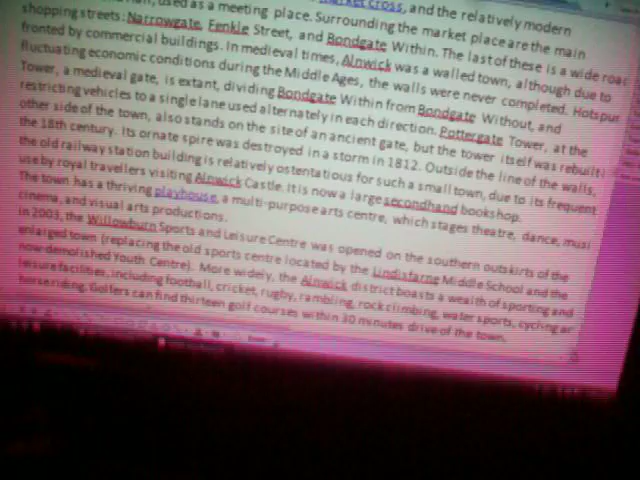 used as a meeting place. Surrounding the market place are the main
shopping streets: Narrowgate, Fenkle Street, and Bondgate Within. The last of these is a wide road
fronted by commercial buildings. In medieval times, Alnwick was a walled town, although due to
fluctuating economic conditions during the Middle Ages, the walls were never completed. Hotspur
Tower, a medieval gate, is extant, dividing Bondgate Within from Bondgate Without, and
restricting vehicles to a single lane used alternately in each direction. Pottergate Tower, at the
other side of the town, also stands on the site of an ancient gate, but the tower itself was rebuilt i
the 18th century. Its ornate spire was destroyed in a storm in 1812. Outside the line of the walls,
the old railway station building is relatively ostentatious for such a small town, due to its frequent
use by royal travellers visiting Alnwick Castle. It is now a large secondhand bookshop.
The town has a thriving playhouse, a multi-purpose arts centre, which stages theatre, dance, musi
cinema, and visual arts productions.
In 2003, the Willowburn Sports and Leisure Centre was opened on the southern outskirts of the
enlarged town (replacing the old sports centre located by the Lindisfarne Middle School and the
now demolished Youth Centre). More widely, the Alnwick district boasts a wealth of sporting and
leisure facilities, including football, cricket, rugby, rambling, rock climbing, water sports, cycling ar
horse riding. Golfers can find thirteen golf courses within 30 minutes drive of the town.